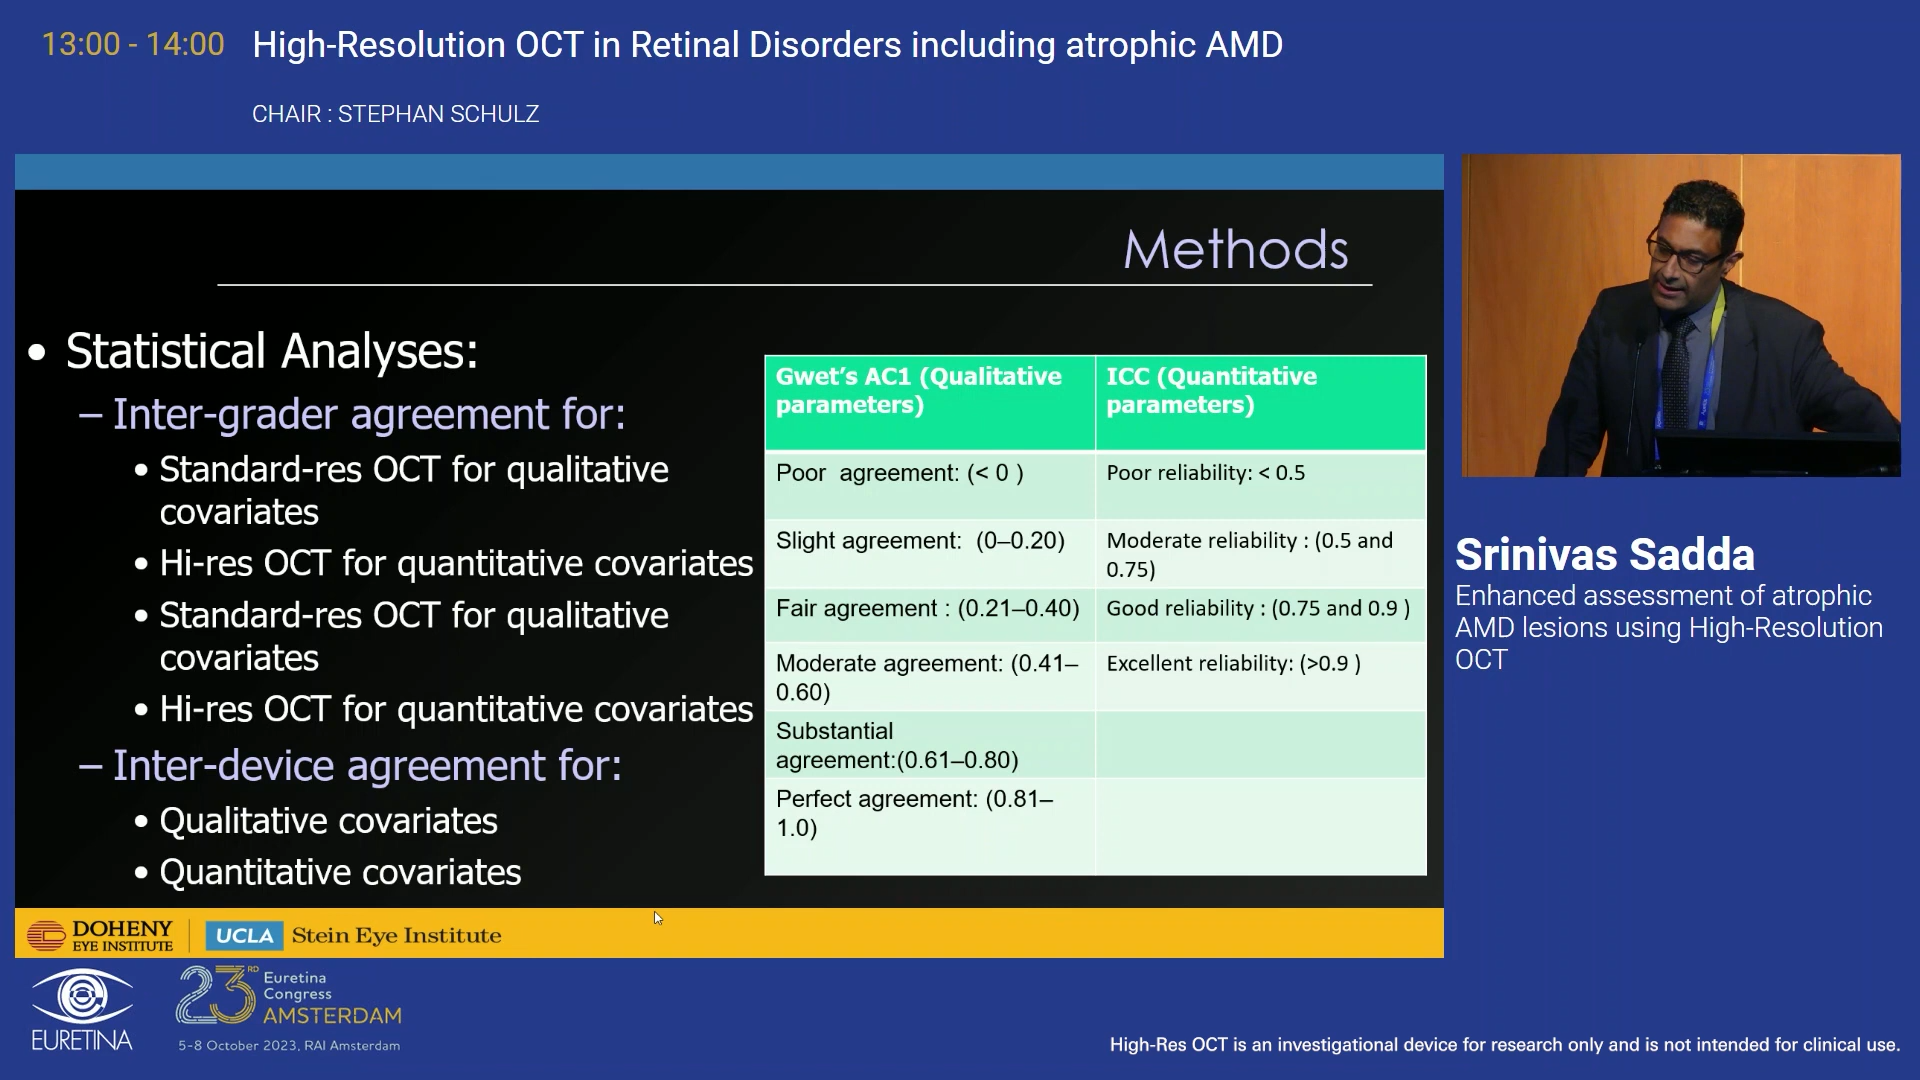 13:00 - 14:00 High-Resolution OCT in Retinal Disorders including atrophic AMD
CHAIR : STEPHAN SCHULZ
Methods
• Statistical Analyses:
– Inter-grader agreement for:
• Standard-res OCT for qualitative
covariates
• Hi-res OCT for quantitative covariates
• Standard-res OCT for qualitative
covariates
• Hi-res OCT for quantitative covariates
– Inter-device agreement for:
• Qualitative covariates
• Quantitative covariates
Gwet’s AC1 (Qualitative
parameters)
ICC (Quantitative
parameters)
Poor agreement: (< 0 )
Poor reliability: < 0.5
Slight agreement: (0–0.20)
Moderate reliability : (0.5 and
0.75)
Fair agreement : (0.21–0.40)
Good reliability : (0.75 and 0.9 )
Moderate agreement: (0.41–
0.60)
Excellent reliability: (>0.9 )
Substantial
agreement:(0.61–0.80)
Perfect agreement: (0.81–
1.0)
Srinivas Sadda
Enhanced assessment of atrophic
AMD lesions using High-Resolution
OCT
DOHENY
EYE INSTITUTE
UCLA Stein Eye Institute
EURETINA
23RD
Euretina
Congress
AMSTERDAM
5-8 October 2023, RAI Amsterdam
High-Res OCT is an investigational device for research only and is not intended for clinical use.